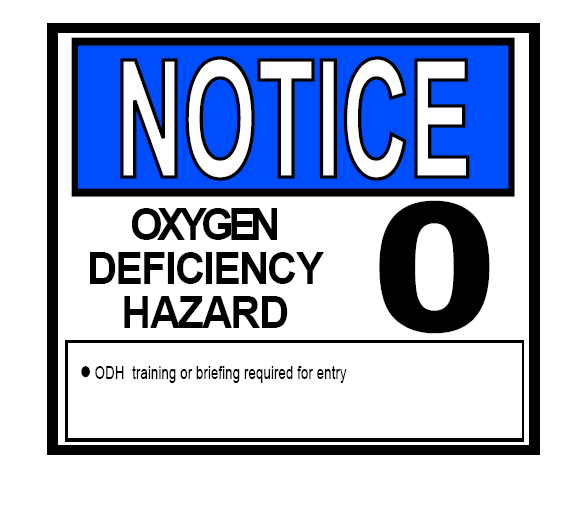 NOTICE
OXYGEN
DEFICIENCY
HAZARD
0
● ODH training or briefing required for entry